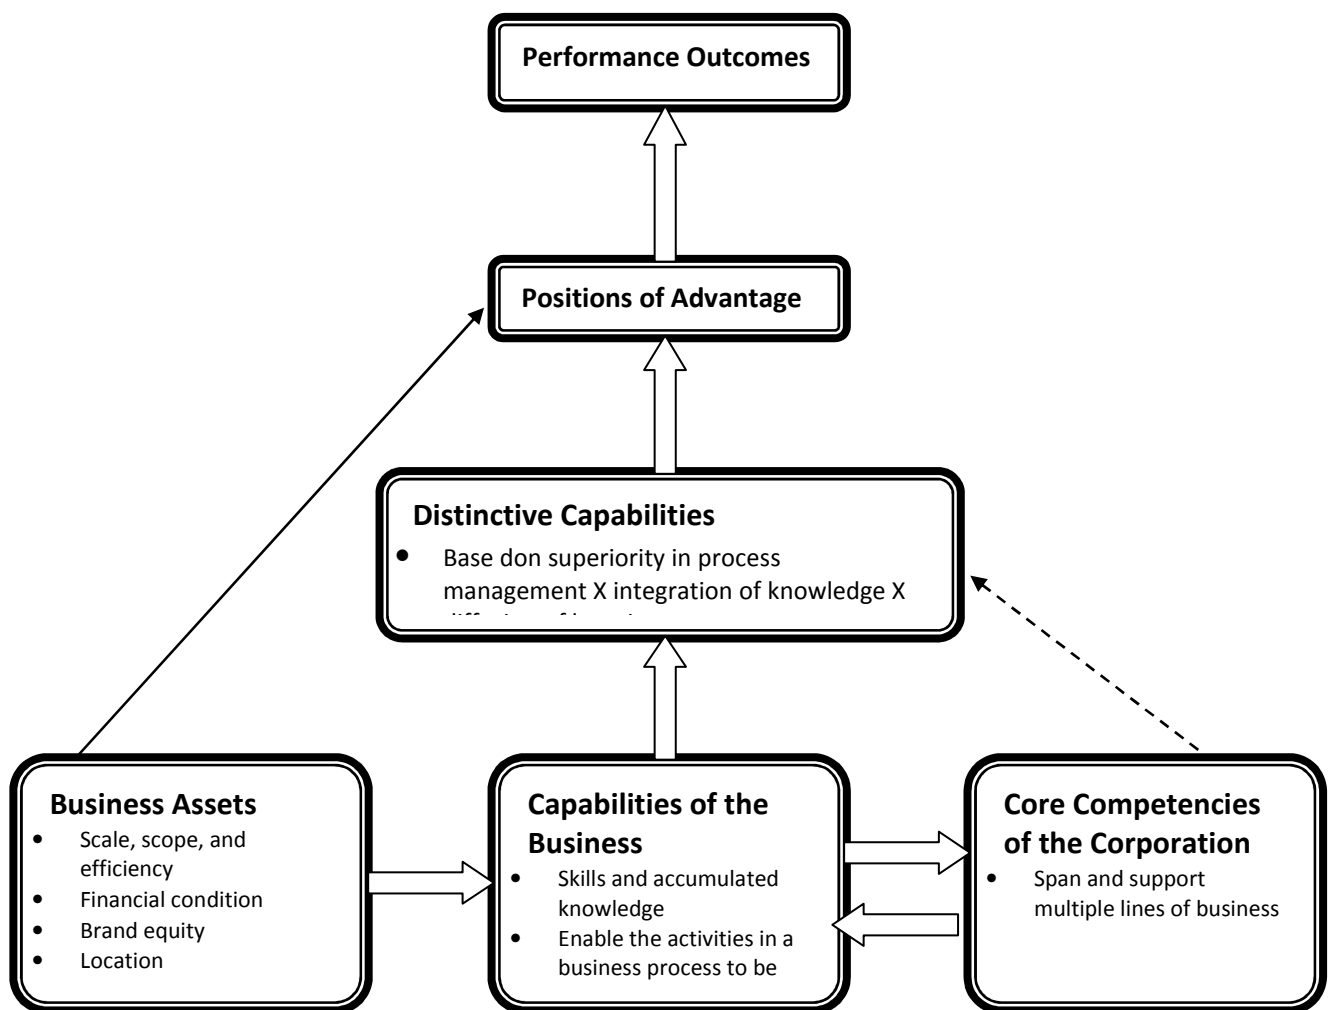 Performance Outcomes
Positions of Advantage
Distinctive Capabilities
• Base don superiority in process
management X integration of knowledge X
Business Assets
• Scale, scope, and
efficiency
• Financial condition
• Brand equity
• Location
Capabilities of the
Business
• Skills and accumulated
knowledge
• Enable the activities in a
business process to be
Core Competencies
of the Corporation
• Span and support
multiple lines of business